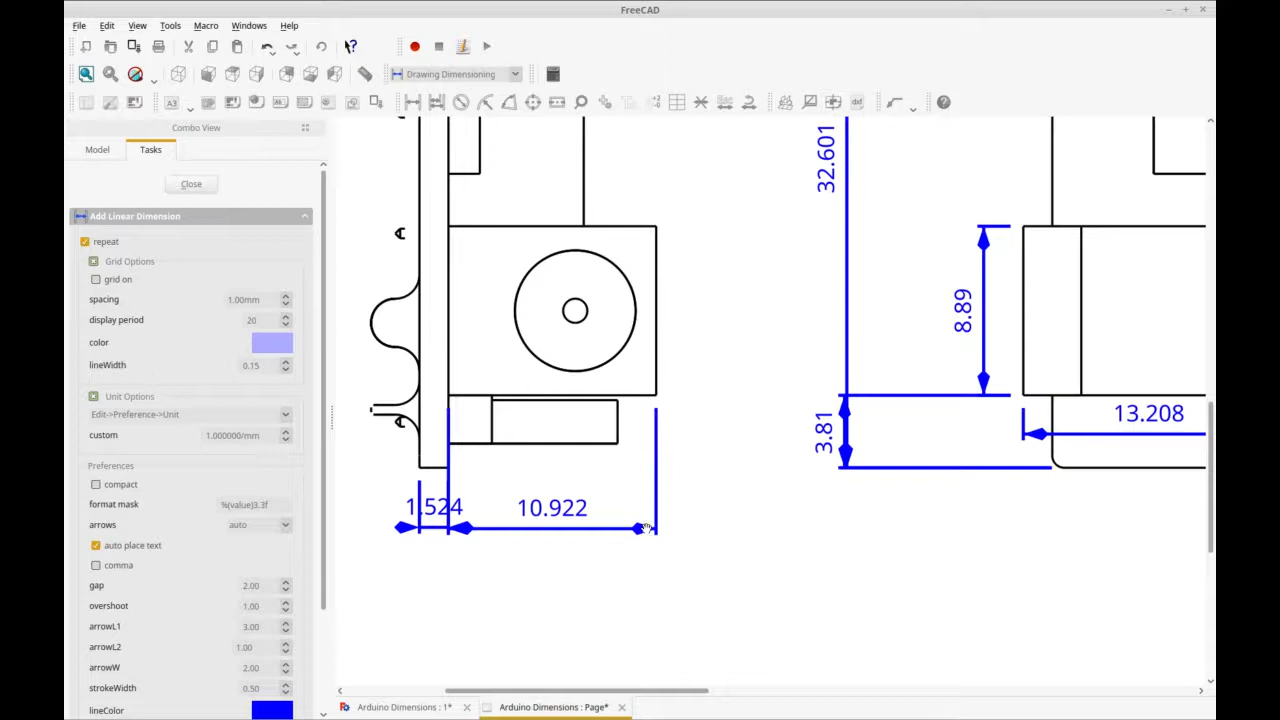 FreeCAD
File Edit View Tools Macro Windows Help
Drawing Dimensioning
A3
dxf
Combo View
Model Tasks
Close
Add Linear Dimension
repeat
Grid Options
grid on
spacing 1.00mm
display period 20
color
lineWidth 0.15
Unit Options
Edit->Preference->Unit
custom 1.000000/mm
Preferences
compact
format mask %(value)3.3f
arrows auto
auto place text
comma
gap 2.00
overshoot 1.00
arrowL1 3.00
arrowL2 1.00
arrowW 2.00
strokeWidth 0.50
lineColor
32.601
8.89
3.81
13.208
1.524
10.922
Arduino Dimensions : 1*
Arduino Dimensions : Page*